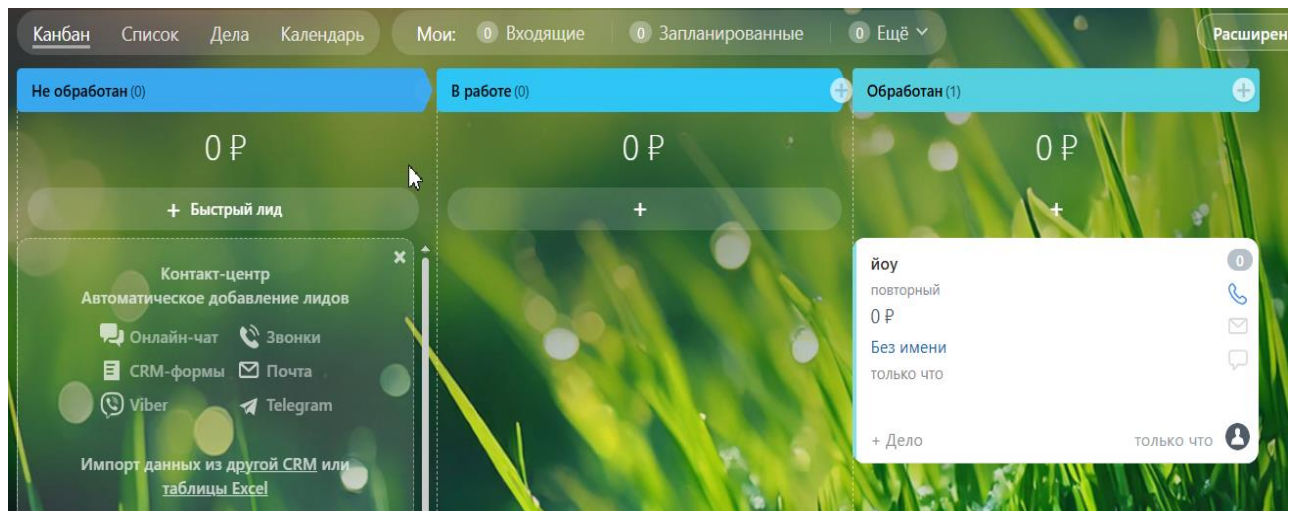 Канбан Список Дела Календарь Мои: 0 Входящие 0 Запланированные 0 Ещё Расширен
Не обработан (0)
0 ₽
+ Быстрый лид
Контакт-центр
Автоматическое добавление лидов
Онлайн-чат Звонки
CRM-формы Почта
Viber Telegram
Импорт данных из другой CRM или
таблицы Excel
В работе (0)
0 ₽
+
Обработан (1)
0 ₽
+
йоу 0
повторный
0 ₽
Без имени
только что
+ Дело только что